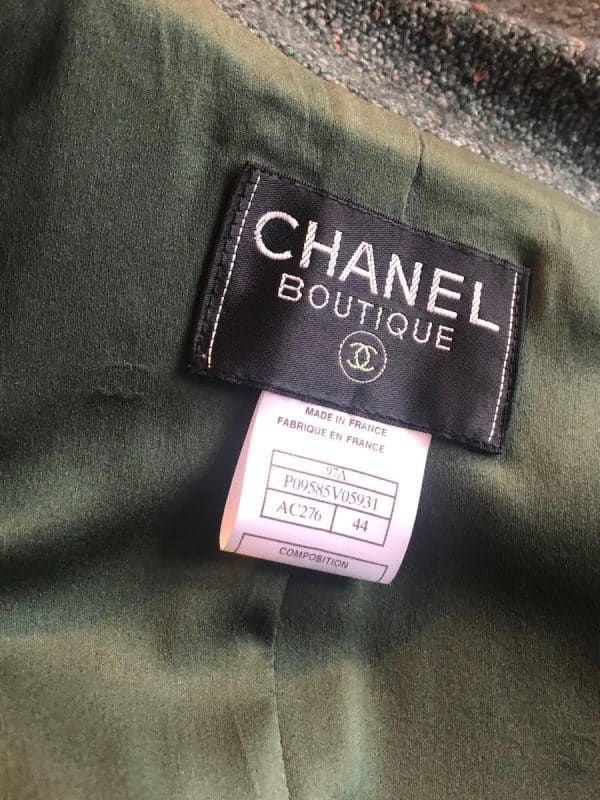 CHANEL
BOUTIQUE
MADE IN FRANCE
FABRIQUE EN FRANCE
97A
P09585V05931
AC276 44
COMPOSITION